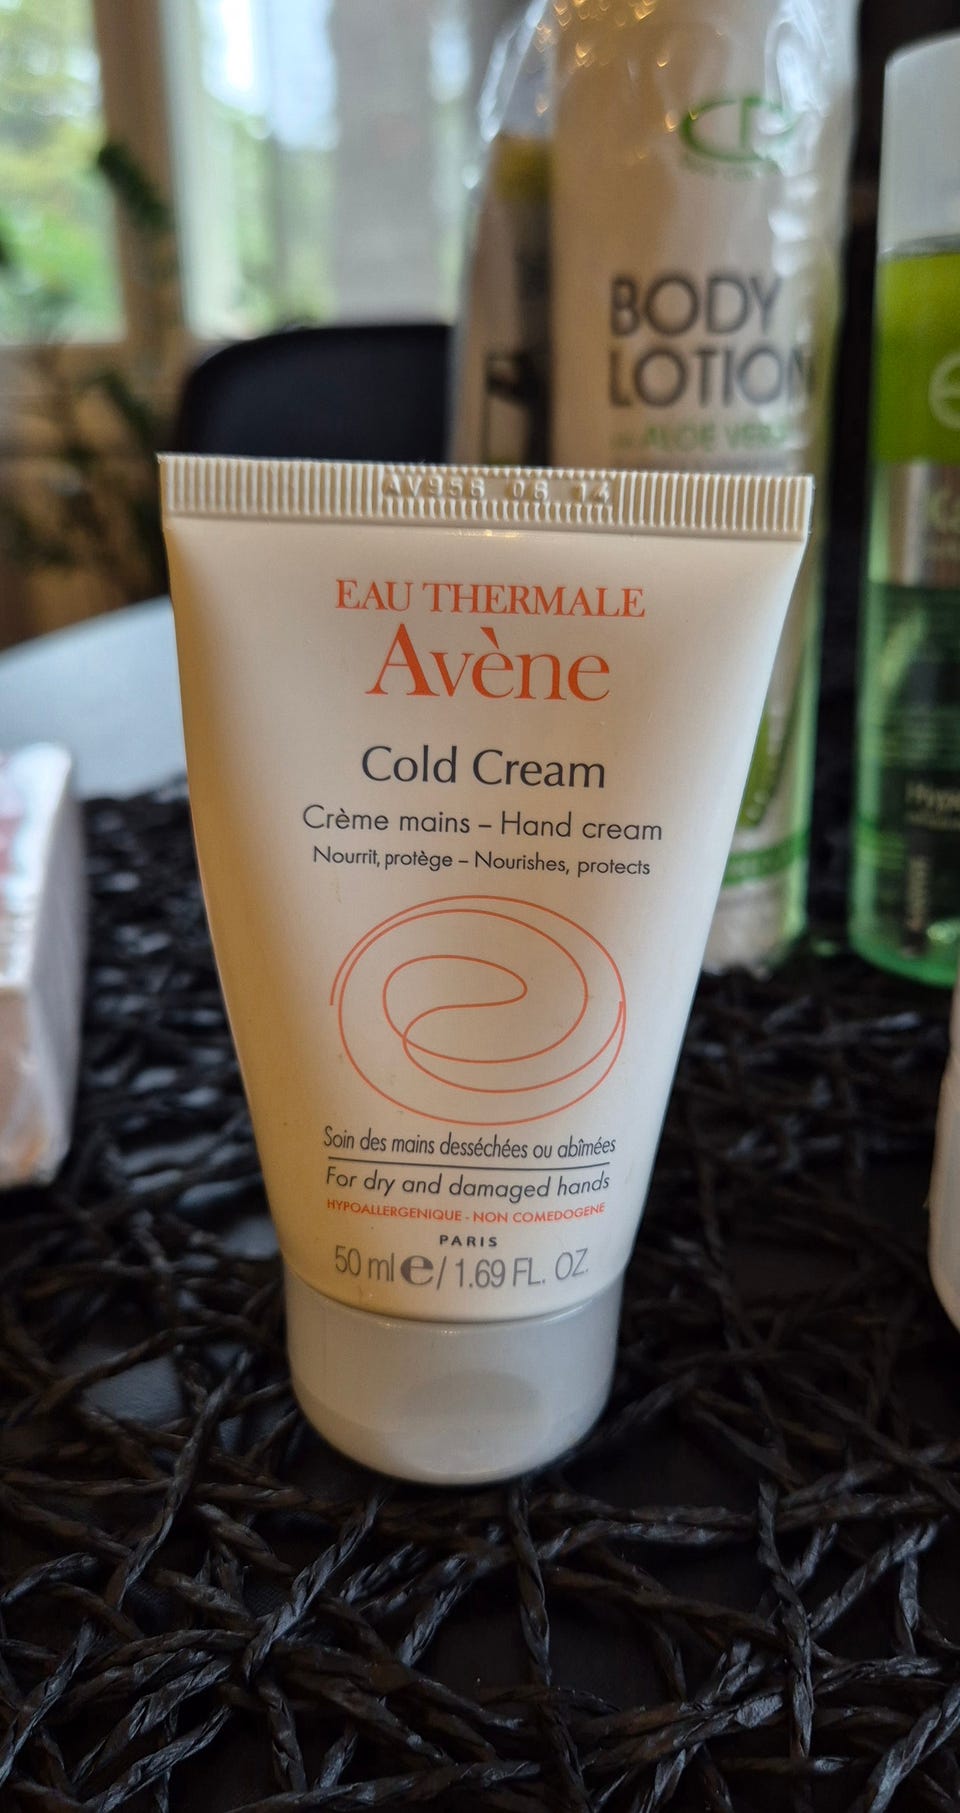 BODY
LOTION
ALOE VERA
AV956 06 14
EAU THERMALE
Avène
Cold Cream
Crème mains – Hand cream
Nourrit, protège – Nourishes, protects
Soin des mains desséchées ou abîmées
For dry and damaged hands
HYPOALLERGENIQUE - NON COMEDOGENE
PARIS
50 ml e / 1.69 FL. OZ.